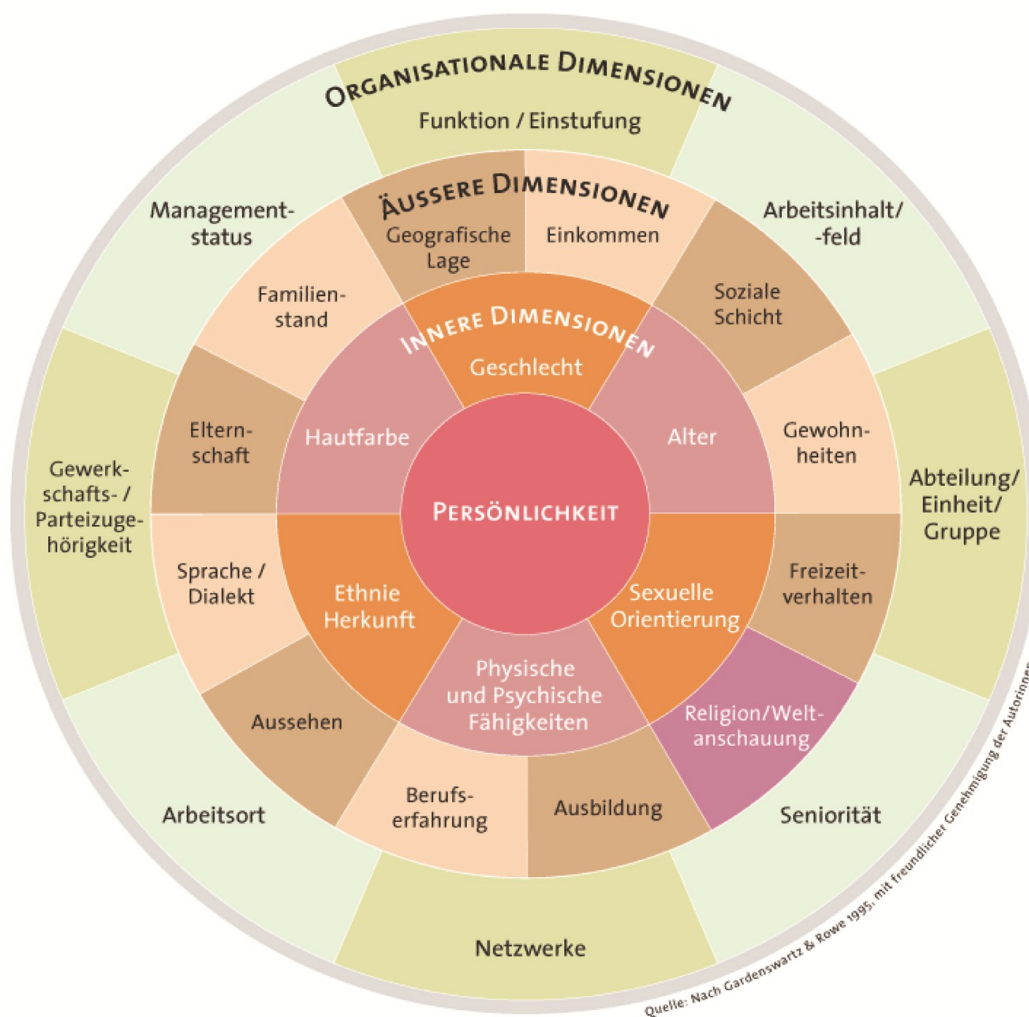 ORGANISATIONALE DIMENSIONEN
Funktion / Einstufung
Arbeitsinhalt/
-feld
Abteilung/
Einheit/
Gruppe
Seniorität
Netzwerke
Arbeitsort
Gewerk-
schafts- /
Parteizuge-
hörigkeit
Management-
status
ÄUSSERE DIMENSIONEN
Geografische
Lage
Einkommen
Soziale
Schicht
Gewohn-
heiten
Freizeit-
verhalten
Religion/Welt-
anschauung
Ausbildung
Berufs-
erfahrung
Aussehen
Sprache /
Dialekt
Eltern-
schaft
Familien-
stand
INNERE DIMENSIONEN
Geschlecht
Alter
Sexuelle
Orientierung
Physische
und Psychische
Fähigkeiten
Ethnie
Herkunft
Hautfarbe
PERSÖNLICHKEIT
Quelle: Nach Gardenswartz & Rowe 1995, mit freundlicher Genehmigung der Autorinnen